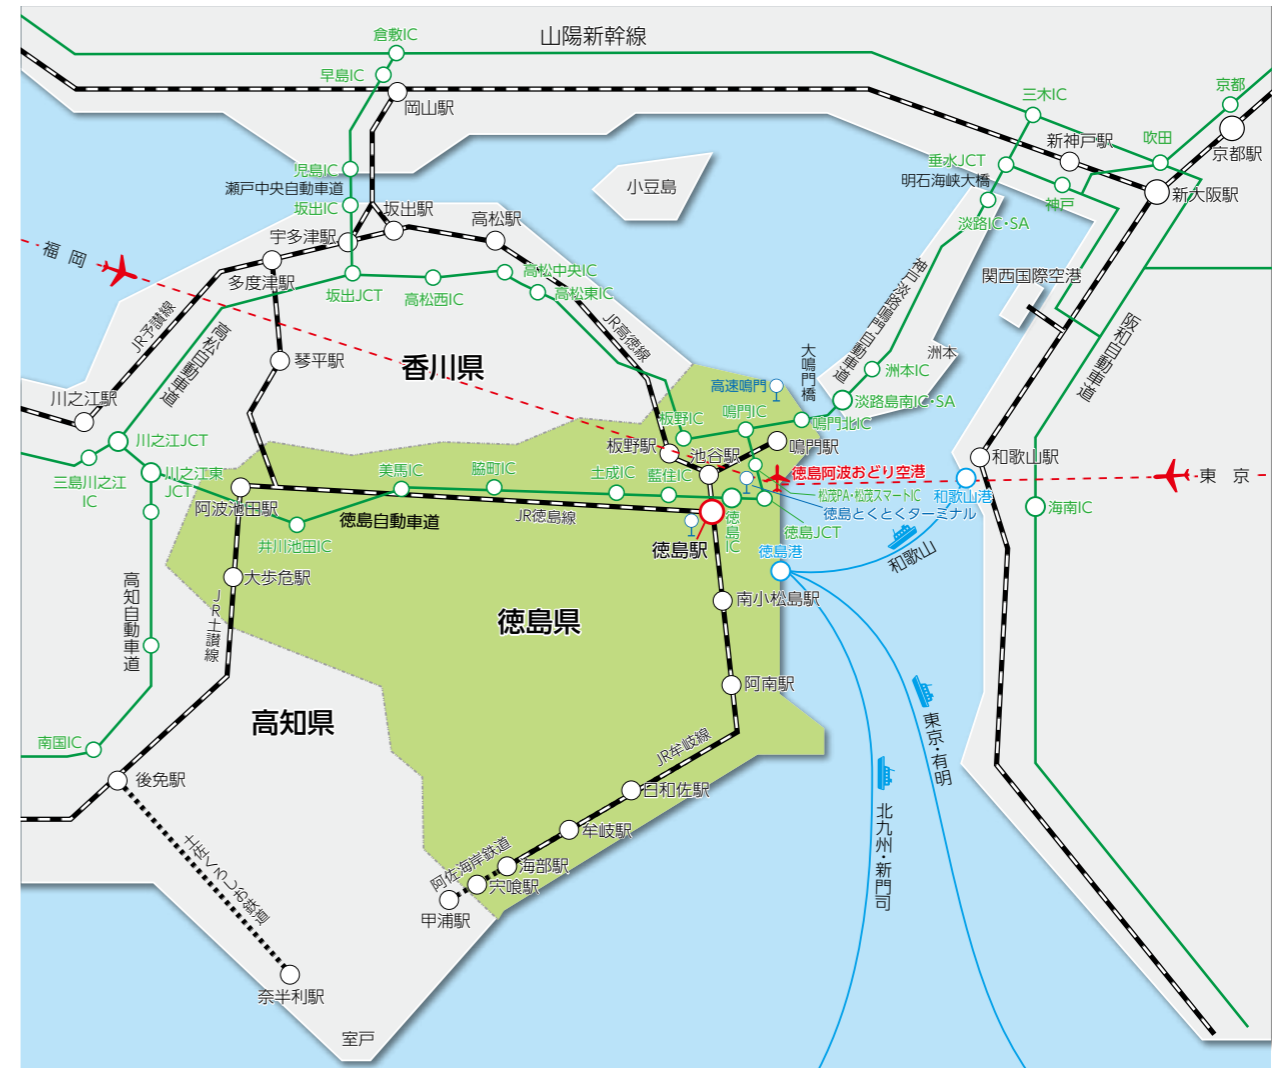 倉敷IC
山陽新幹線
早島IC
岡山駅
三木IC
京都
新神戸駅
吹田
京都駅
児島IC
瀬戸中央自動車道
垂水JCT
明石海峡大橋
小豆島
神戸
新大阪駅
坂出IC
坂出駅
高松駅
淡路IC・SA
宇多津駅
福岡
多度津駅
坂出JCT
高松西IC
高松中央IC
高松東IC
神戸淡路鳴門自動車道
関西国際空港
JR予讃線
高松自動車道
JR高徳線
阪和自動車道
琴平駅
香川県
大鳴門橋
洲本
洲本IC
高速鳴門
川之江駅
淡路島南IC・SA
鳴門IC
板野IC
鳴門北IC
川之江JCT
板野駅
池谷駅
鳴門駅
和歌山駅
三島川之江
IC
川之江東
JCT
美馬IC
脇町IC
土成IC
藍住IC
徳島阿波おどり空港
東京
阿波池田駅
松茂PA・松茂スマートIC
和歌山港
徳島自動車道
JR徳島線
徳島IC
徳島とくとくターミナル
海南IC
井川池田IC
徳島駅
徳島JCT
徳島港
和歌山
大歩危駅
高知自動車道
JR土讃線
南小松島駅
徳島県
阿南駅
高知県
南国IC
JR牟岐線
東京・有明
後免駅
日和佐駅
北九州・新門司
牟岐駅
土佐くろしお鉄道
阿佐海岸鉄道
海部駅
宍喰駅
甲浦駅
奈半利駅
室戸